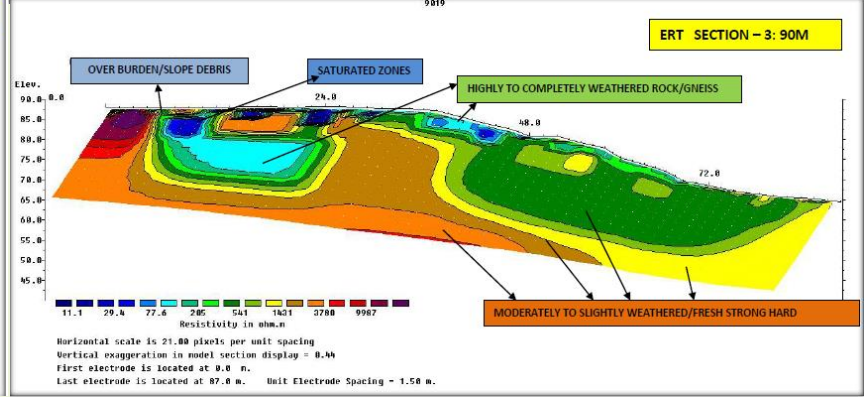 9019
ERT SECTION – 3: 90M
OVER BURDEN/SLOPE DEBRIS
SATURATED ZONES
HIGHLY TO COMPLETELY WEATHERED ROCK/GNEISS
Elev.
90.0
0.0
24.0
85.0
48.0
80.0
75.0
72.0
70.0
65.0
60.0
55.0
50.0
45.0
MODERATELY TO SLIGHTLY WEATHERED/FRESH STRONG HARD
11.1 29.4 77.6 205 541 1431 3780 9987
Resistivity in ohm.m
Horizontal scale is 21.00 pixels per unit spacing
Vertical exaggeration in model section display = 0.44
First electrode is located at 0.0 m.
Last electrode is located at 87.0 m. Unit Electrode Spacing = 1.50 m.